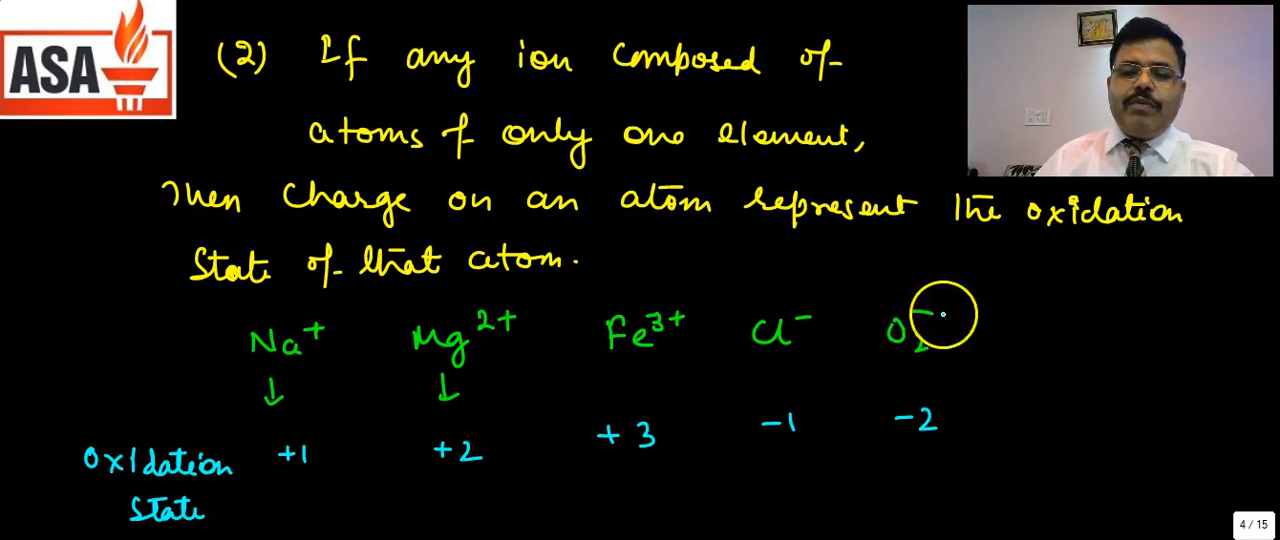 ASA
(2) If any ion composed of
atoms of only one element,
Then charge on an atom represent the oxidation
State of that atom.
Na⁺ Mg²⁺ Fe³⁺ Cl⁻ O₂⁻
↓ ↓
Oxidation +1 +2 +3 -1 -2
State
4 / 15